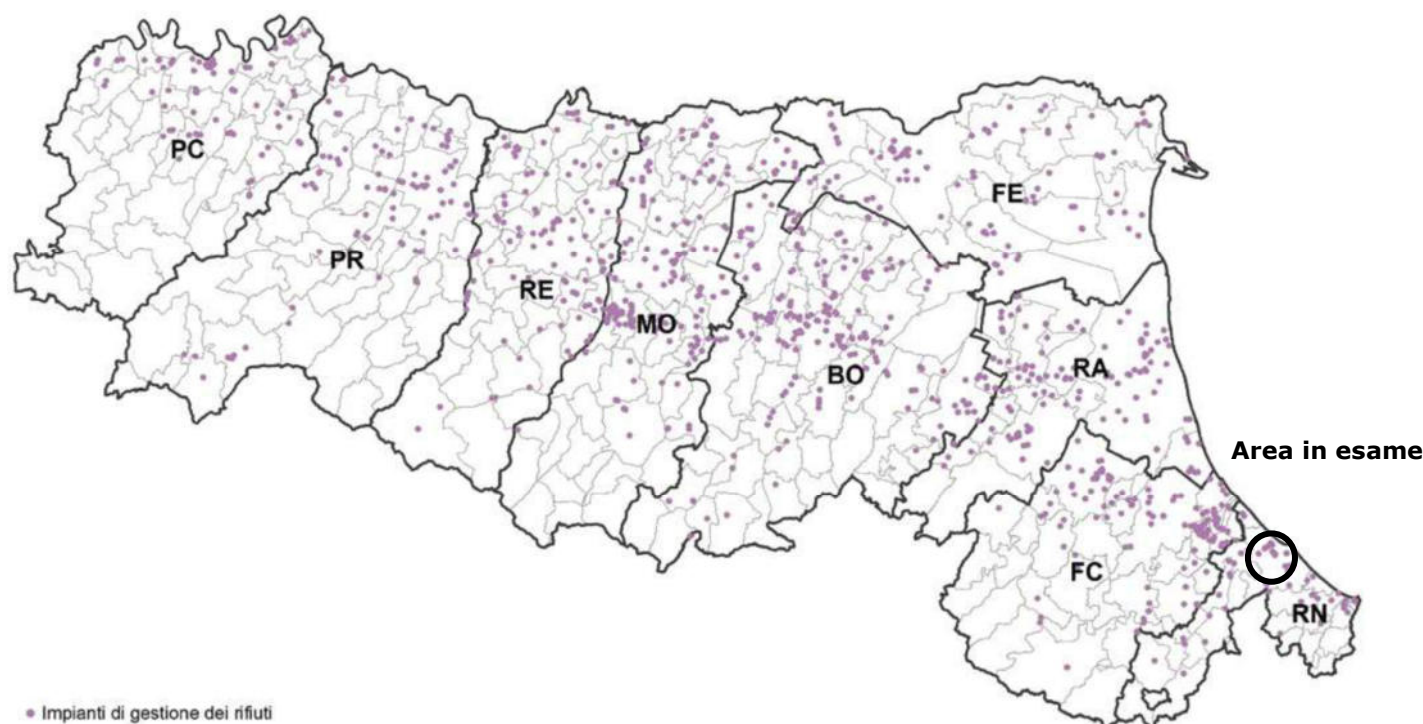 PC
PR
RE
MO
BO
FE
RA
FC
RN
Area in esame
Impianti di gestione dei rifiuti